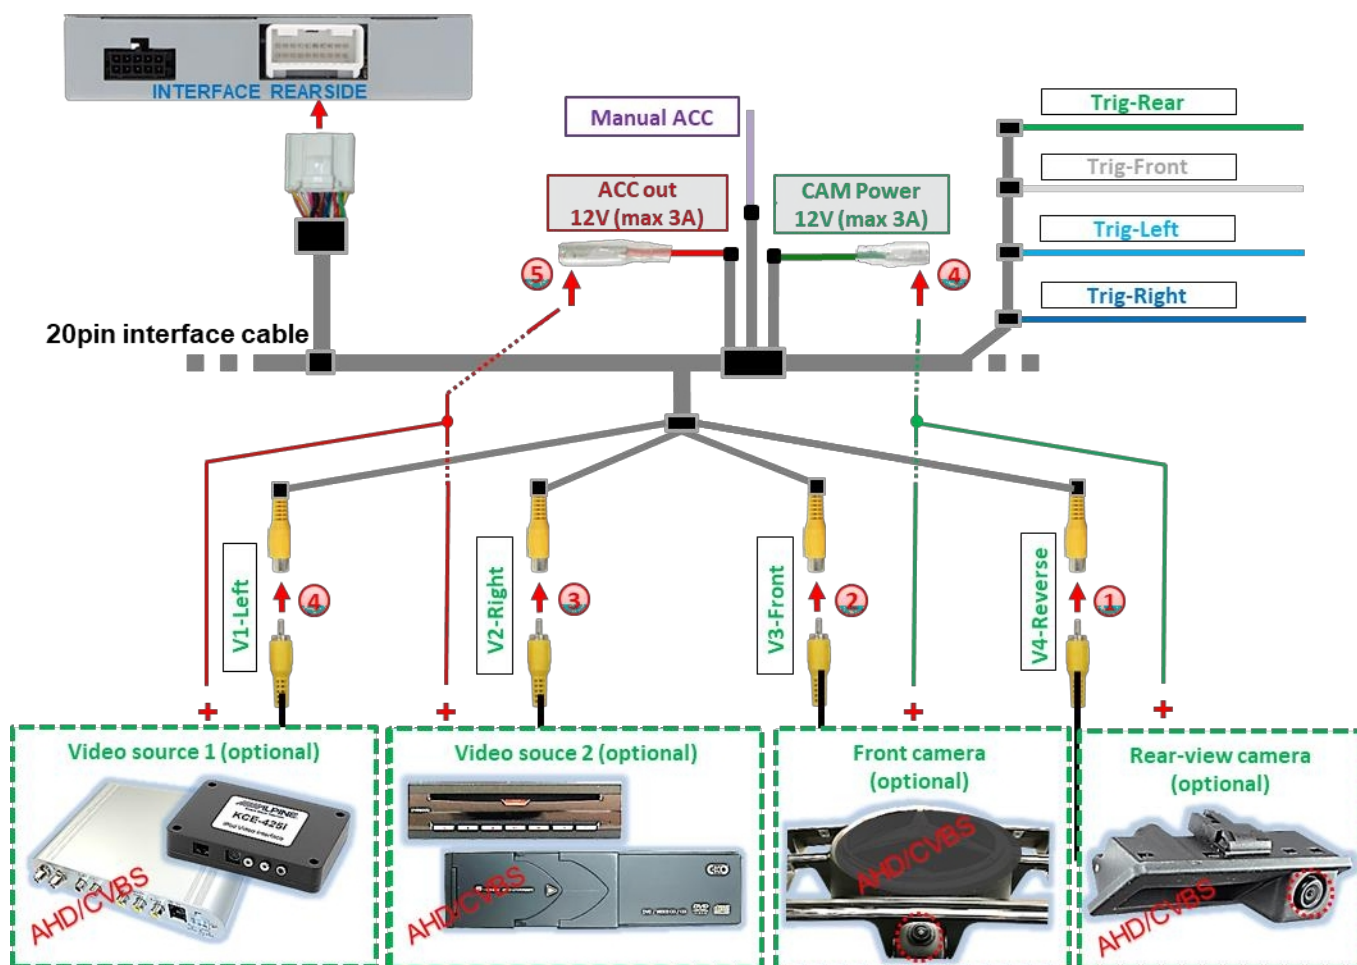 INTERFACE REARSIDE
Manual ACC
Trig-Rear
Trig-Front
Trig-Left
Trig-Right
ACC out
12V (max 3A)
CAM Power
12V (max 3A)
5
4
20pin interface cable
V1-Left
4
V2-Right
3
V3-Front
2
V4-Reverse
1
+
+
+
+
Video source 1 (optional)
Video souce 2 (optional)
Front camera
(optional)
Rear-view camera
(optional)
ALPINE
KCE-425I
iPod Video Interface
AHD/CVBS
AHD/CVBS
AHD/CVBS
AHD/CVBS